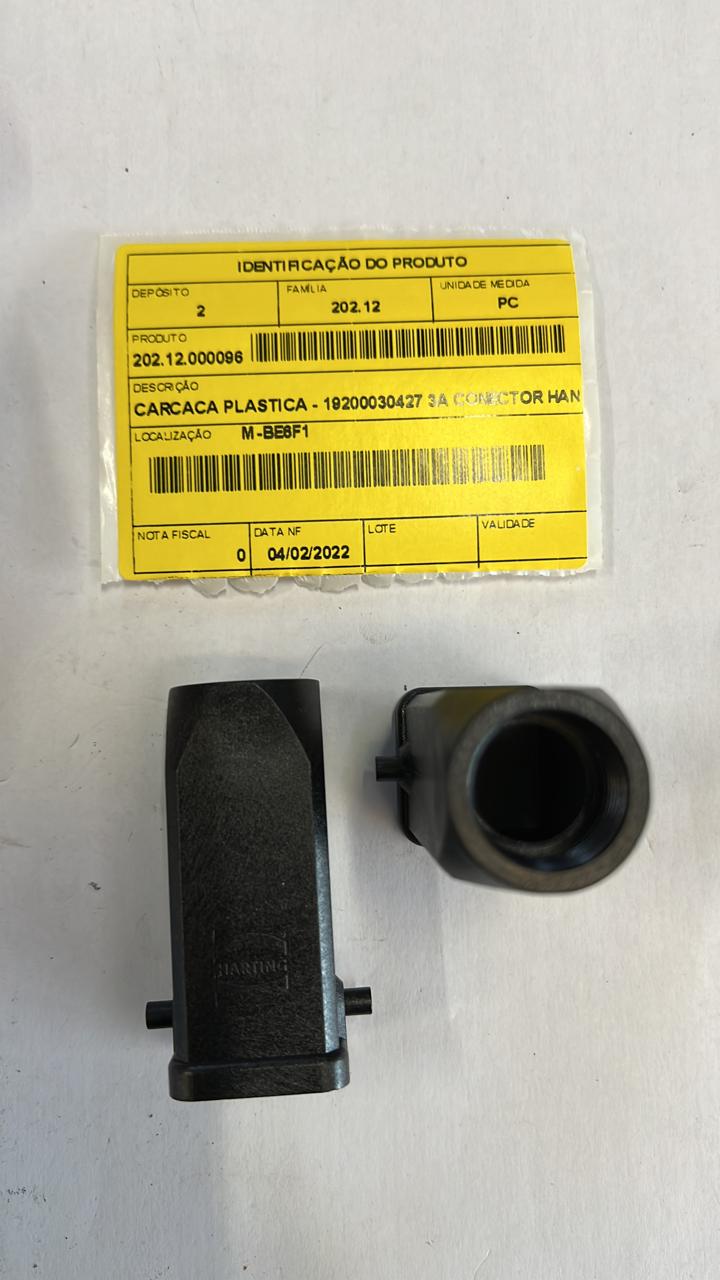 IDENTIFICAÇÃO DO PRODUTO
DEPÓSITO FAMÍLIA UNIDADE MEDIDA
2 202.12 PC
PRODUTO
202.12.000096
DESCRIÇÃO
CARCACA PLASTICA - 19200030427 3A CONECTOR HAN
LOCALIZAÇÃO M-BE6F1
NOTA FISCAL DATA NF LOTE VALIDADE
0 04/02/2022
HARTING